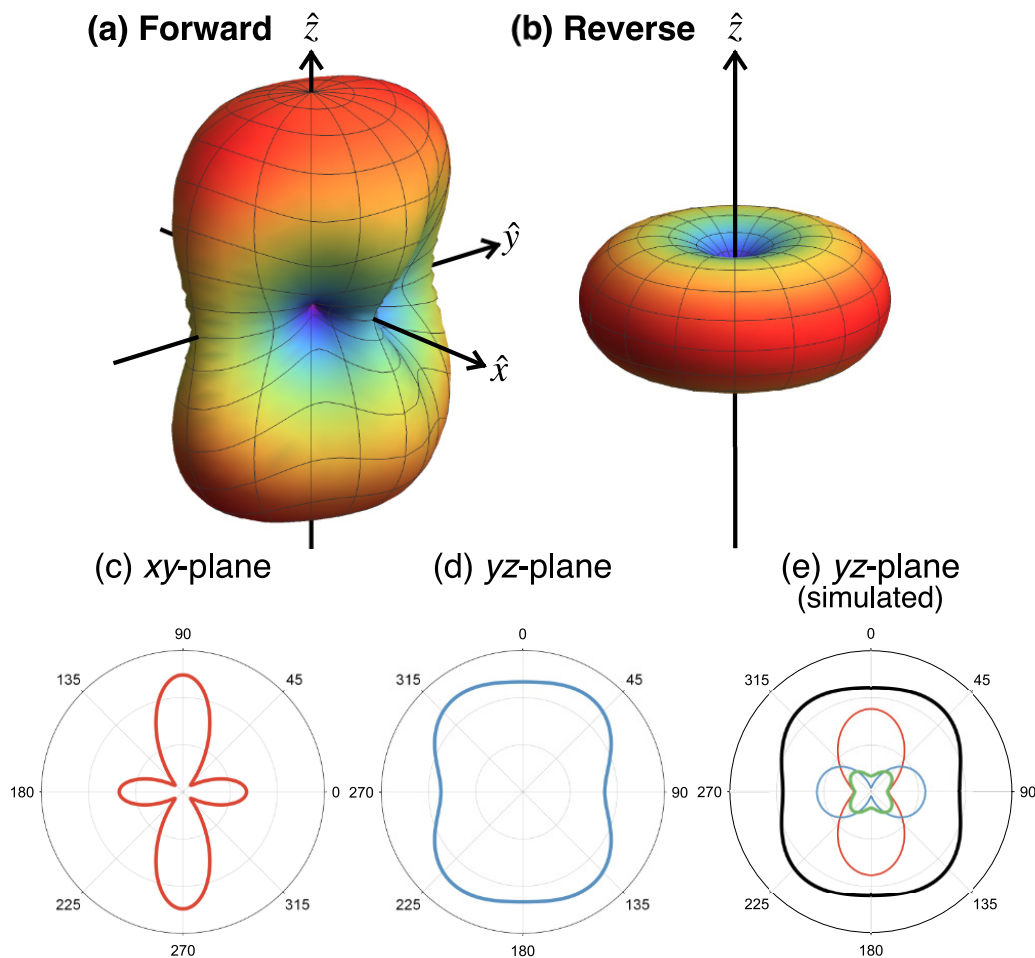 (a) Forward ẑ
(b) Reverse ẑ
ŷ
x̂
(c) xy-plane
(d) yz-plane
(e) yz-plane
(simulated)
90
135 45
180 0
225 315
270
0
315 45
270 90
225 135
180
0
315 45
270 90
225 135
180